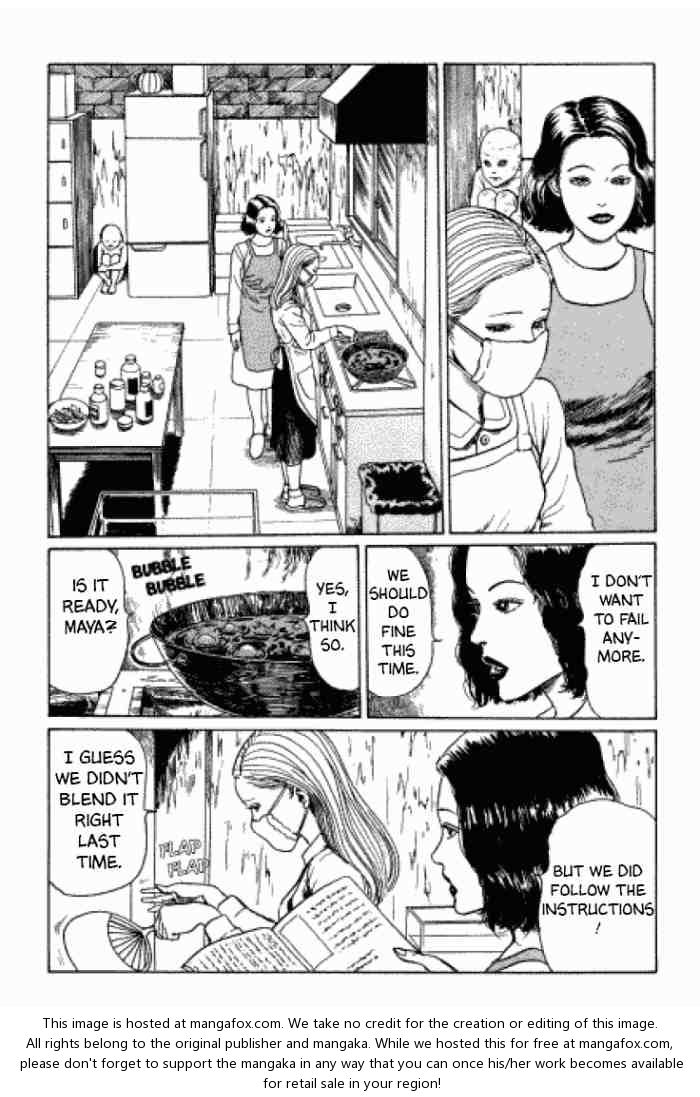 IS IT
READY,
MAYA?
BUBBLE
BUBBLE
YES,
I
THINK
SO.
WE
SHOULD
DO
FINE
THIS
TIME.
I DON'T
WANT
TO FAIL
ANY-
MORE.
I GUESS
WE DIDN'T
BLEND IT
RIGHT
LAST
TIME.
FLAP
FLAP
BUT WE DID
FOLLOW THE
INSTRUCTIONS
!
This image is hosted at mangafox.com. We take no credit for the creation or editing of this image.
All rights belong to the original publisher and mangaka. While we hosted this for free at mangafox.com,
please don't forget to support the mangaka in any way that you can once his/her work becomes available
for retail sale in your region!